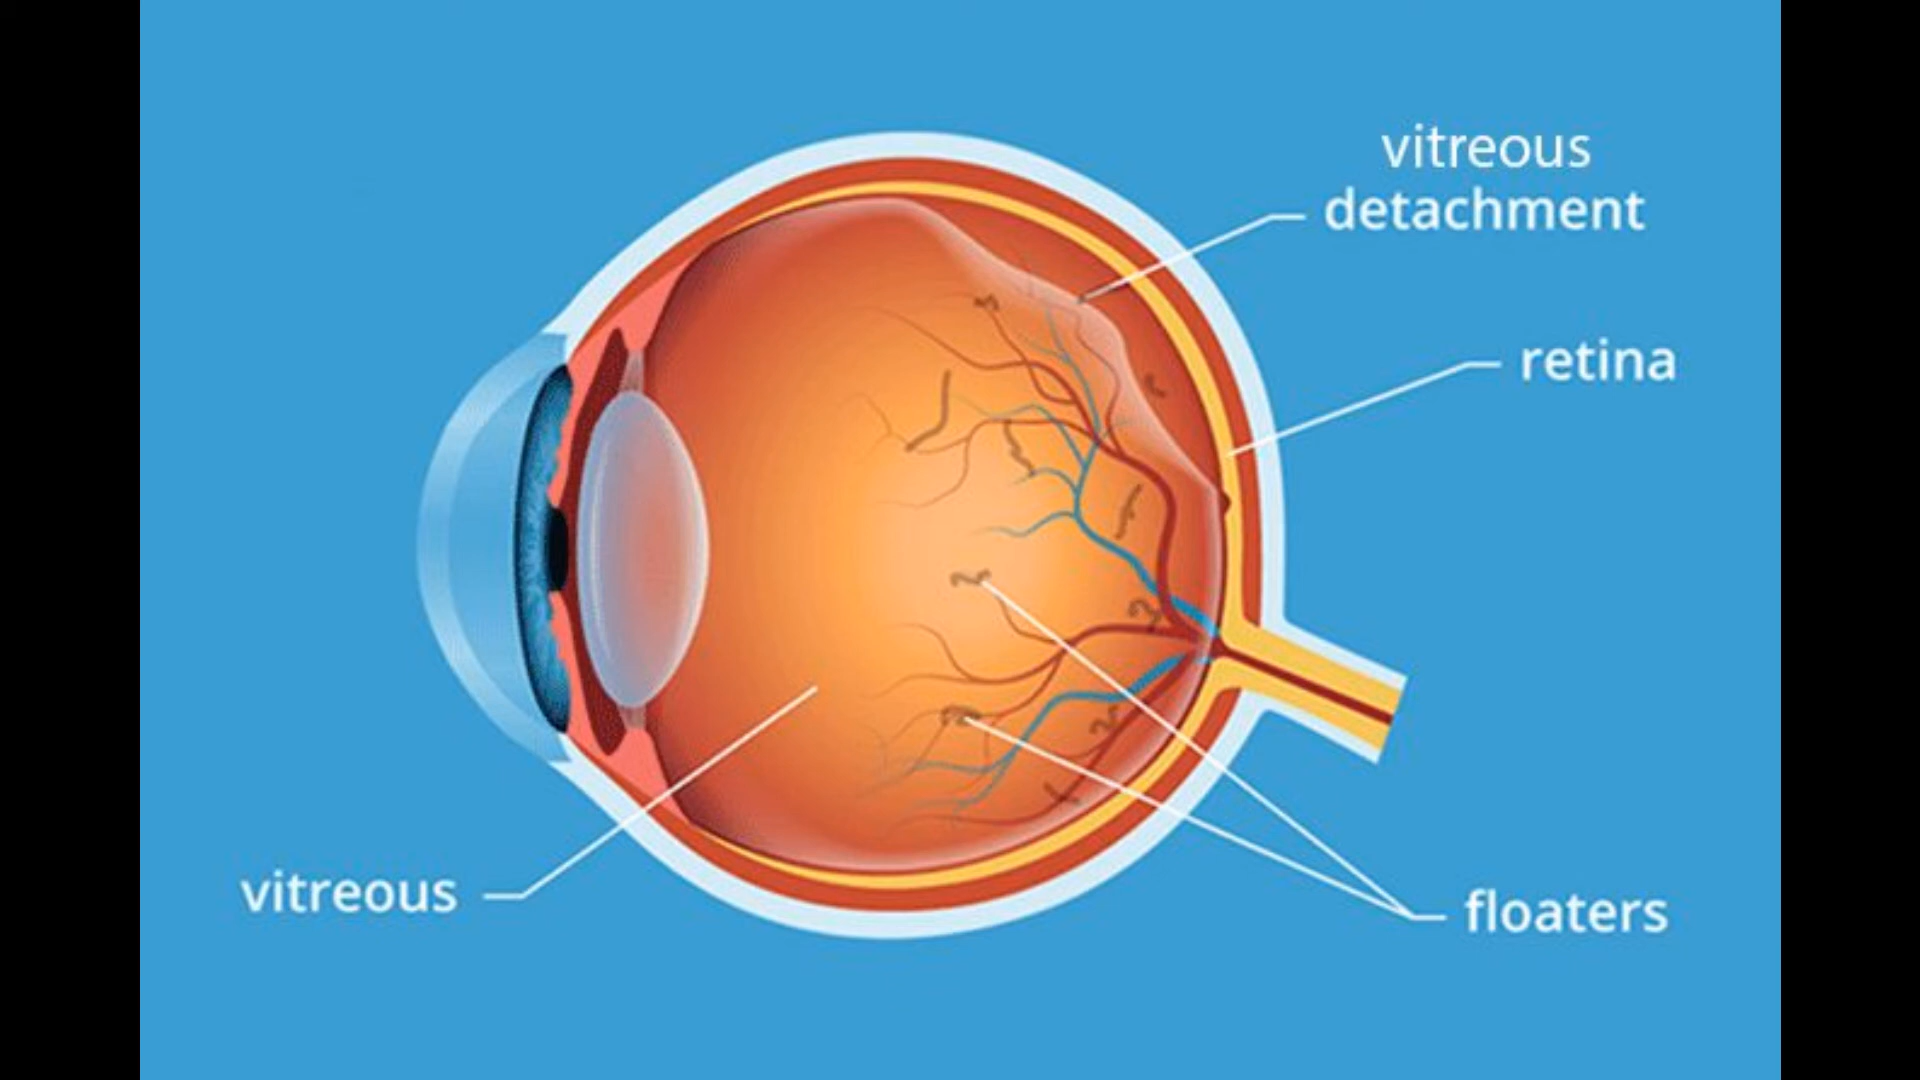 vitreous
detachment
retina
vitreous
floaters